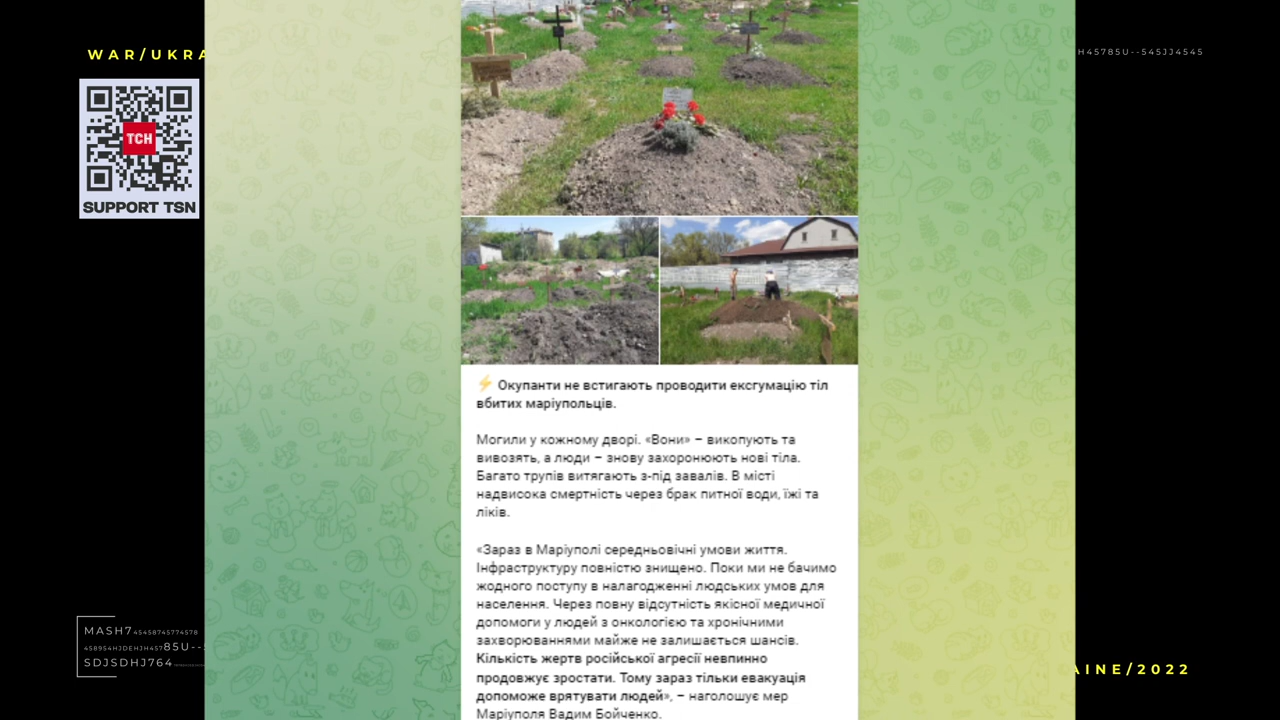 WAR/UKRA
H45785U--545JJ4545
ТСН
SUPPORT TSN
⚡ Окупанти не встигають проводити ексгумацію тіл
вбитих маріупольців.
Могили у кожному дворі. «Вони» – викопують та
вивозять, а люди – знову захоронюють нові тіла.
Багато трупів витягають з-під завалів. В місті
надвисока смертність через брак питної води, їжі та
ліків.
«Зараз в Маріуполі середньовічні умови життя.
Інфраструктуру повністю знищено. Поки ми не бачимо
жодного поступу в налагодженні людських умов для
населення. Через повну відсутність якісної медичної
допомоги у людей з онкологією та хронічними
захворюваннями майже не залишається шансів.
Кількість жертв російської агресії невпинно
продовжує зростати. Тому зараз тільки евакуація
допоможе врятувати людей», – наголошує мер
Маріуполя Вадим Бойченко.
MASH745458745774578
458954HJDEHJH45785U--
SDJSDHJ764
AINE/2022